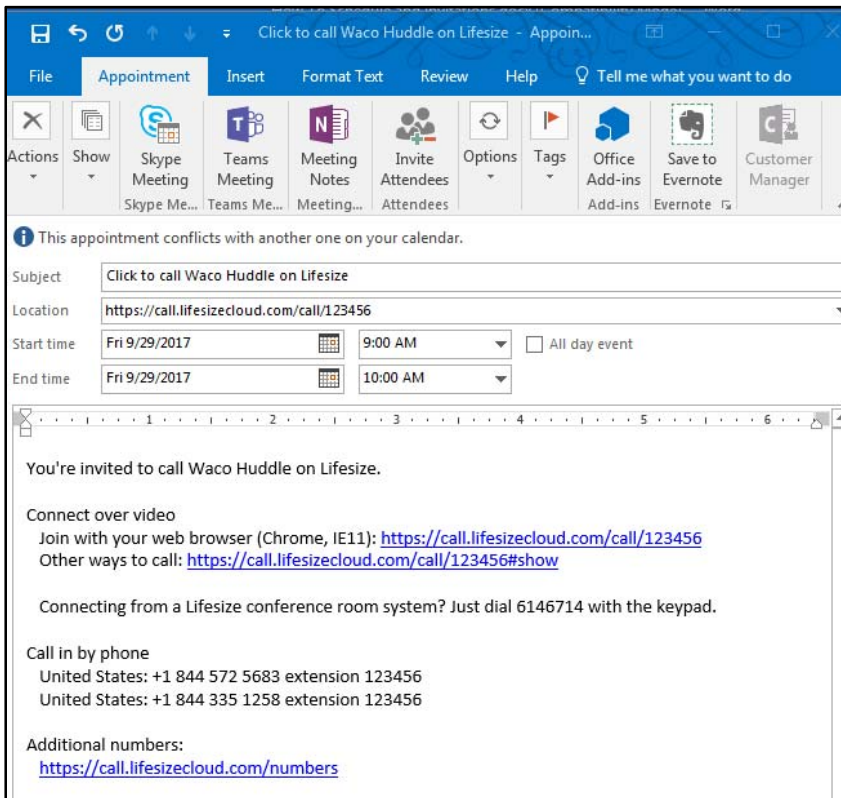 Click to call Waco Huddle on Lifesize - Appoin...
File Appointment Insert Format Text Review Help Tell me what you want to do
Actions Show Skype Meeting Teams Meeting Meeting Notes Invite Attendees Options Tags Office Add-ins Save to Evernote Customer Manager
Skype Me... Teams Me... Meeting... Attendees Add-ins Evernote
This appointment conflicts with another one on your calendar.
Subject Click to call Waco Huddle on Lifesize
Location https://call.lifesizecloud.com/call/123456
Start time Fri 9/29/2017 9:00 AM All day event
End time Fri 9/29/2017 10:00 AM
1 2 3 4 5 6
You're invited to call Waco Huddle on Lifesize.
Connect over video
Join with your web browser (Chrome, IE11): https://call.lifesizecloud.com/call/123456
Other ways to call: https://call.lifesizecloud.com/call/123456#show
Connecting from a Lifesize conference room system? Just dial 6146714 with the keypad.
Call in by phone
United States: +1 844 572 5683 extension 123456
United States: +1 844 335 1258 extension 123456
Additional numbers:
https://call.lifesizecloud.com/numbers